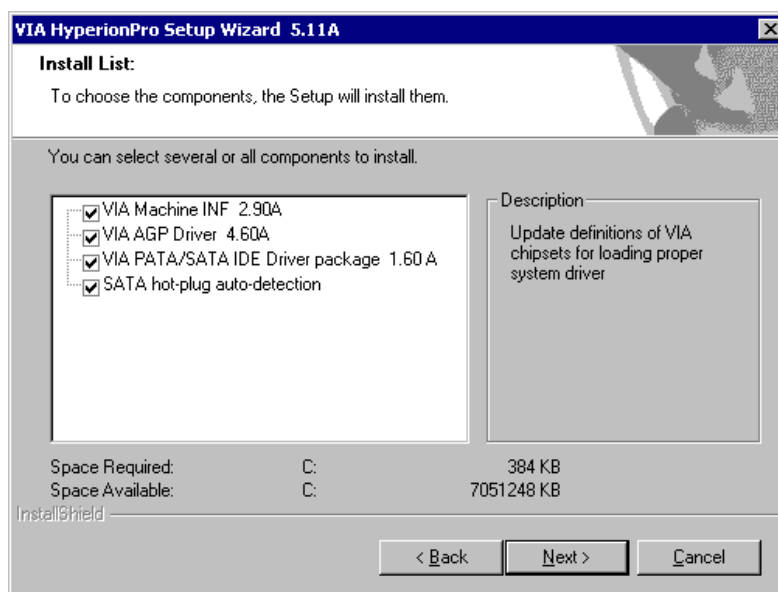 VIA HyperionPro Setup Wizard 5.11A
Install List:
To choose the components, the Setup will install them.
You can select several or all components to install.
VIA Machine INF 2.90A
VIA AGP Driver 4.60A
VIA PATA/SATA IDE Driver package 1.60 A
SATA hot-plug auto-detection
Description
Update definitions of VIA
chipsets for loading proper
system driver
Space Required: C: 384 KB
Space Available: C: 7051248 KB
InstallShield
< Back Next > Cancel